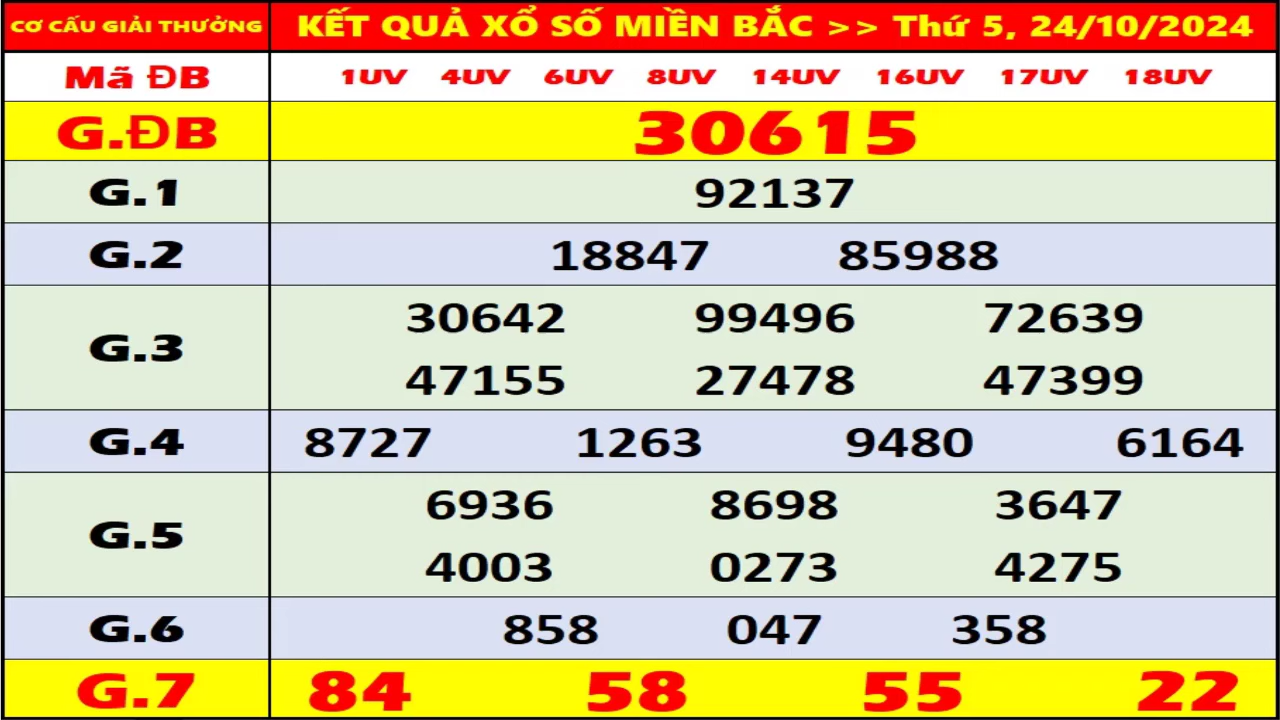 CƠ CẤU GIẢI THƯỞNG KẾT QUẢ XỔ SỐ MIỀN BẮC >> Thứ 5, 24/10/2024
Mã ĐB 1UV 4UV 6UV 8UV 14UV 16UV 17UV 18UV
G.ĐB 30615
G.1 92137
G.2 18847 85988
G.3 30642 99496 72639
47155 27478 47399
G.4 8727 1263 9480 6164
G.5 6936 8698 3647
4003 0273 4275
G.6 858 047 358
G.7 84 58 55 22